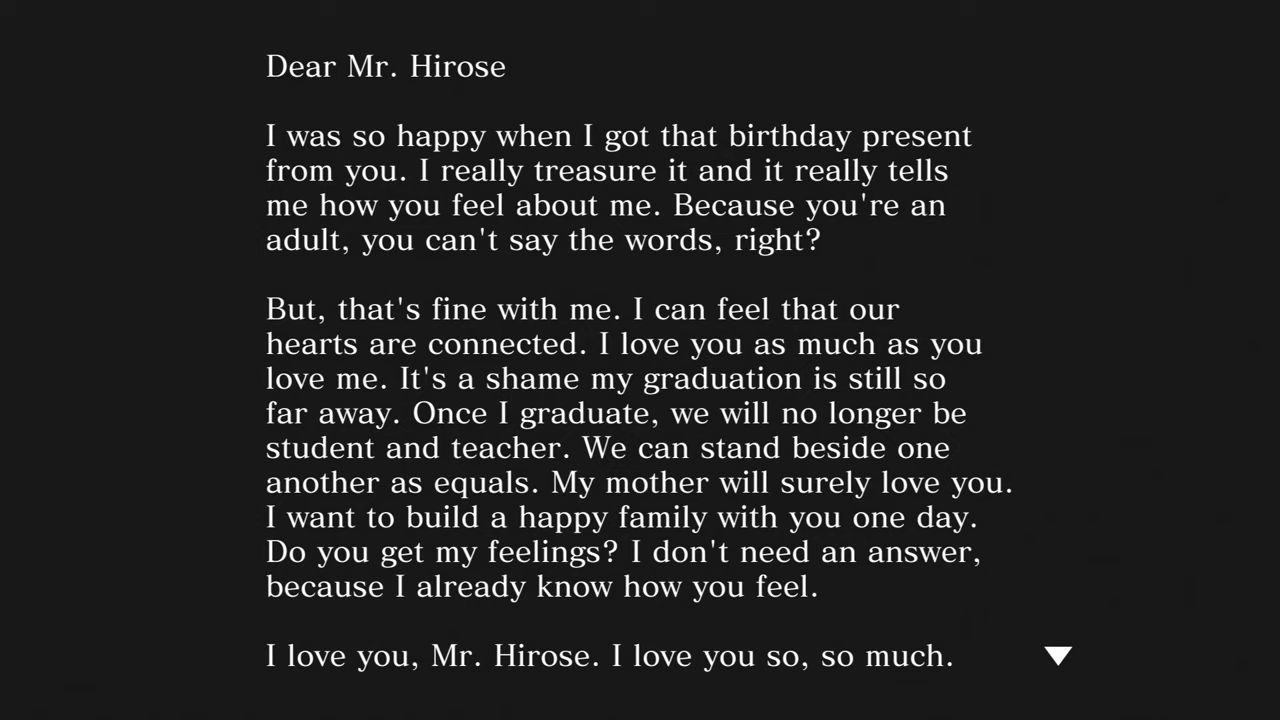 Dear Mr. Hirose
I was so happy when I got that birthday present
from you. I really treasure it and it really tells
me how you feel about me. Because you're an
adult, you can't say the words, right?
But, that's fine with me. I can feel that our
hearts are connected. I love you as much as you
love me. It's a shame my graduation is still so
far away. Once I graduate, we will no longer be
student and teacher. We can stand beside one
another as equals. My mother will surely love you.
I want to build a happy family with you one day.
Do you get my feelings? I don't need an answer,
because I already know how you feel.
I love you, Mr. Hirose. I love you so, so much.